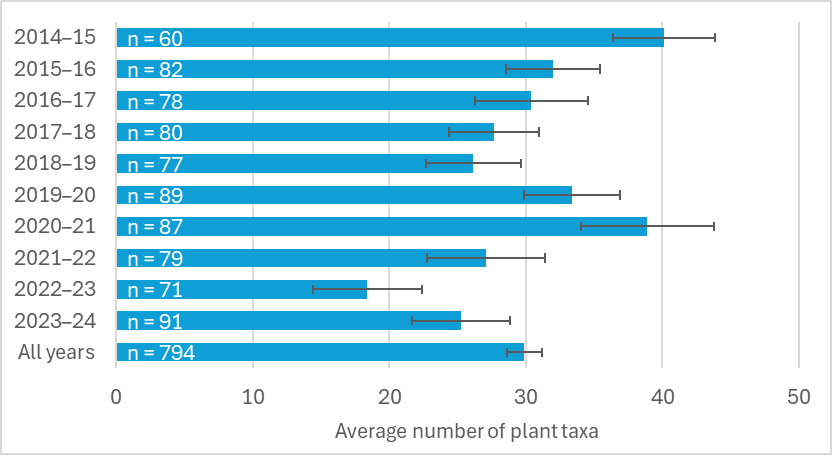 2014–15 n = 60
2015–16 n = 82
2016–17 n = 78
2017–18 n = 80
2018–19 n = 77
2019–20 n = 89
2020–21 n = 87
2021–22 n = 79
2022–23 n = 71
2023–24 n = 91
All years n = 794
0 10 20 30 40 50
Average number of plant taxa